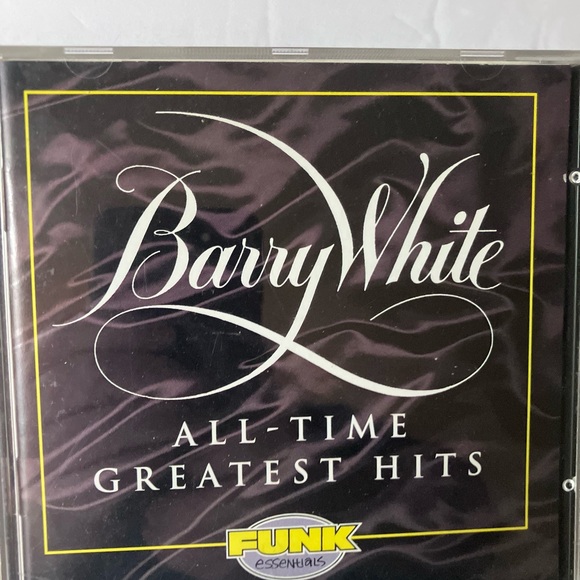 Barry White
ALL-TIME
GREATEST HITS
FUNK
essentials